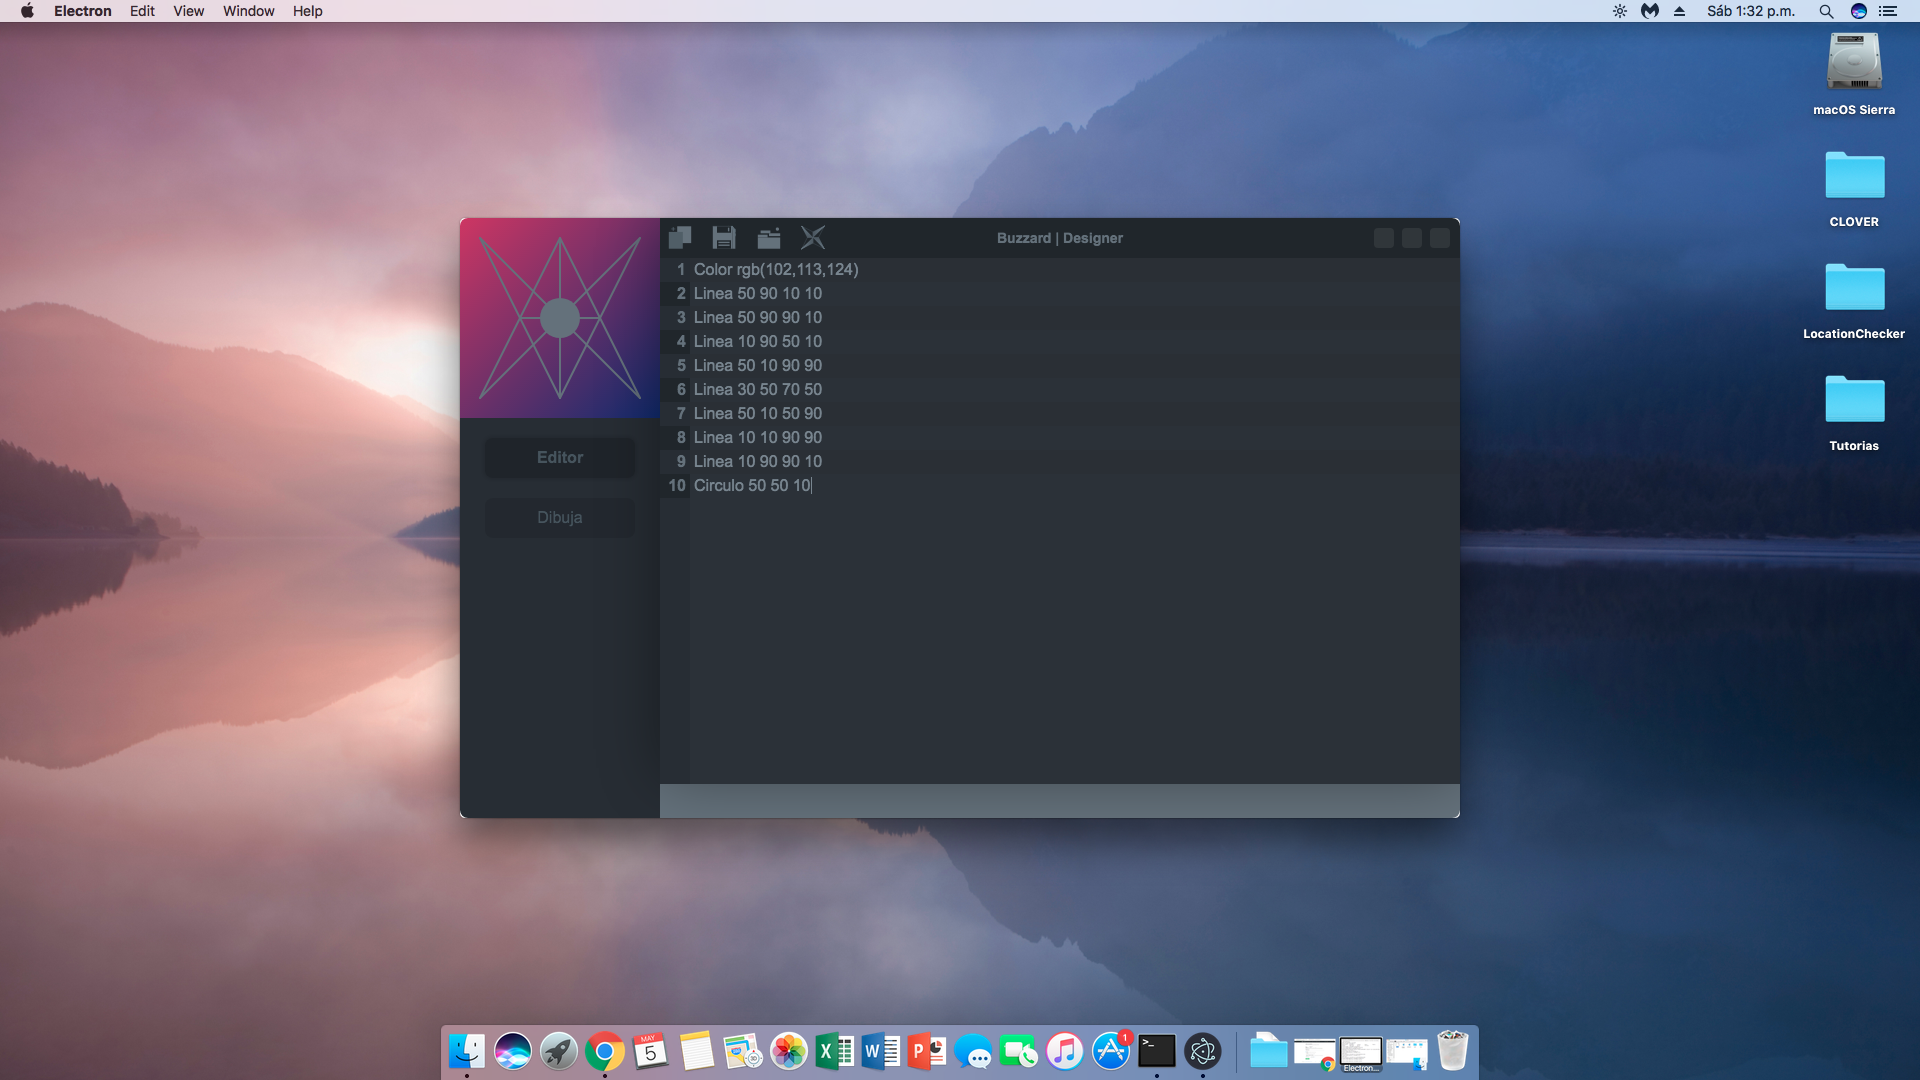 Electron Edit View Window Help Sáb 1:32 p.m.
macOS Sierra
CLOVER
LocationChecker
Tutorias
Buzzard | Designer
1 Color rgb(102,113,124)
2 Linea 50 90 10 10
3 Linea 50 90 90 10
4 Linea 10 90 50 10
5 Linea 50 10 90 90
6 Linea 30 50 70 50
7 Linea 50 10 50 90
8 Linea 10 10 90 90
9 Linea 10 90 90 10
10 Circulo 50 50 10
Editor
Dibuja
MAY
5
1
Electron...